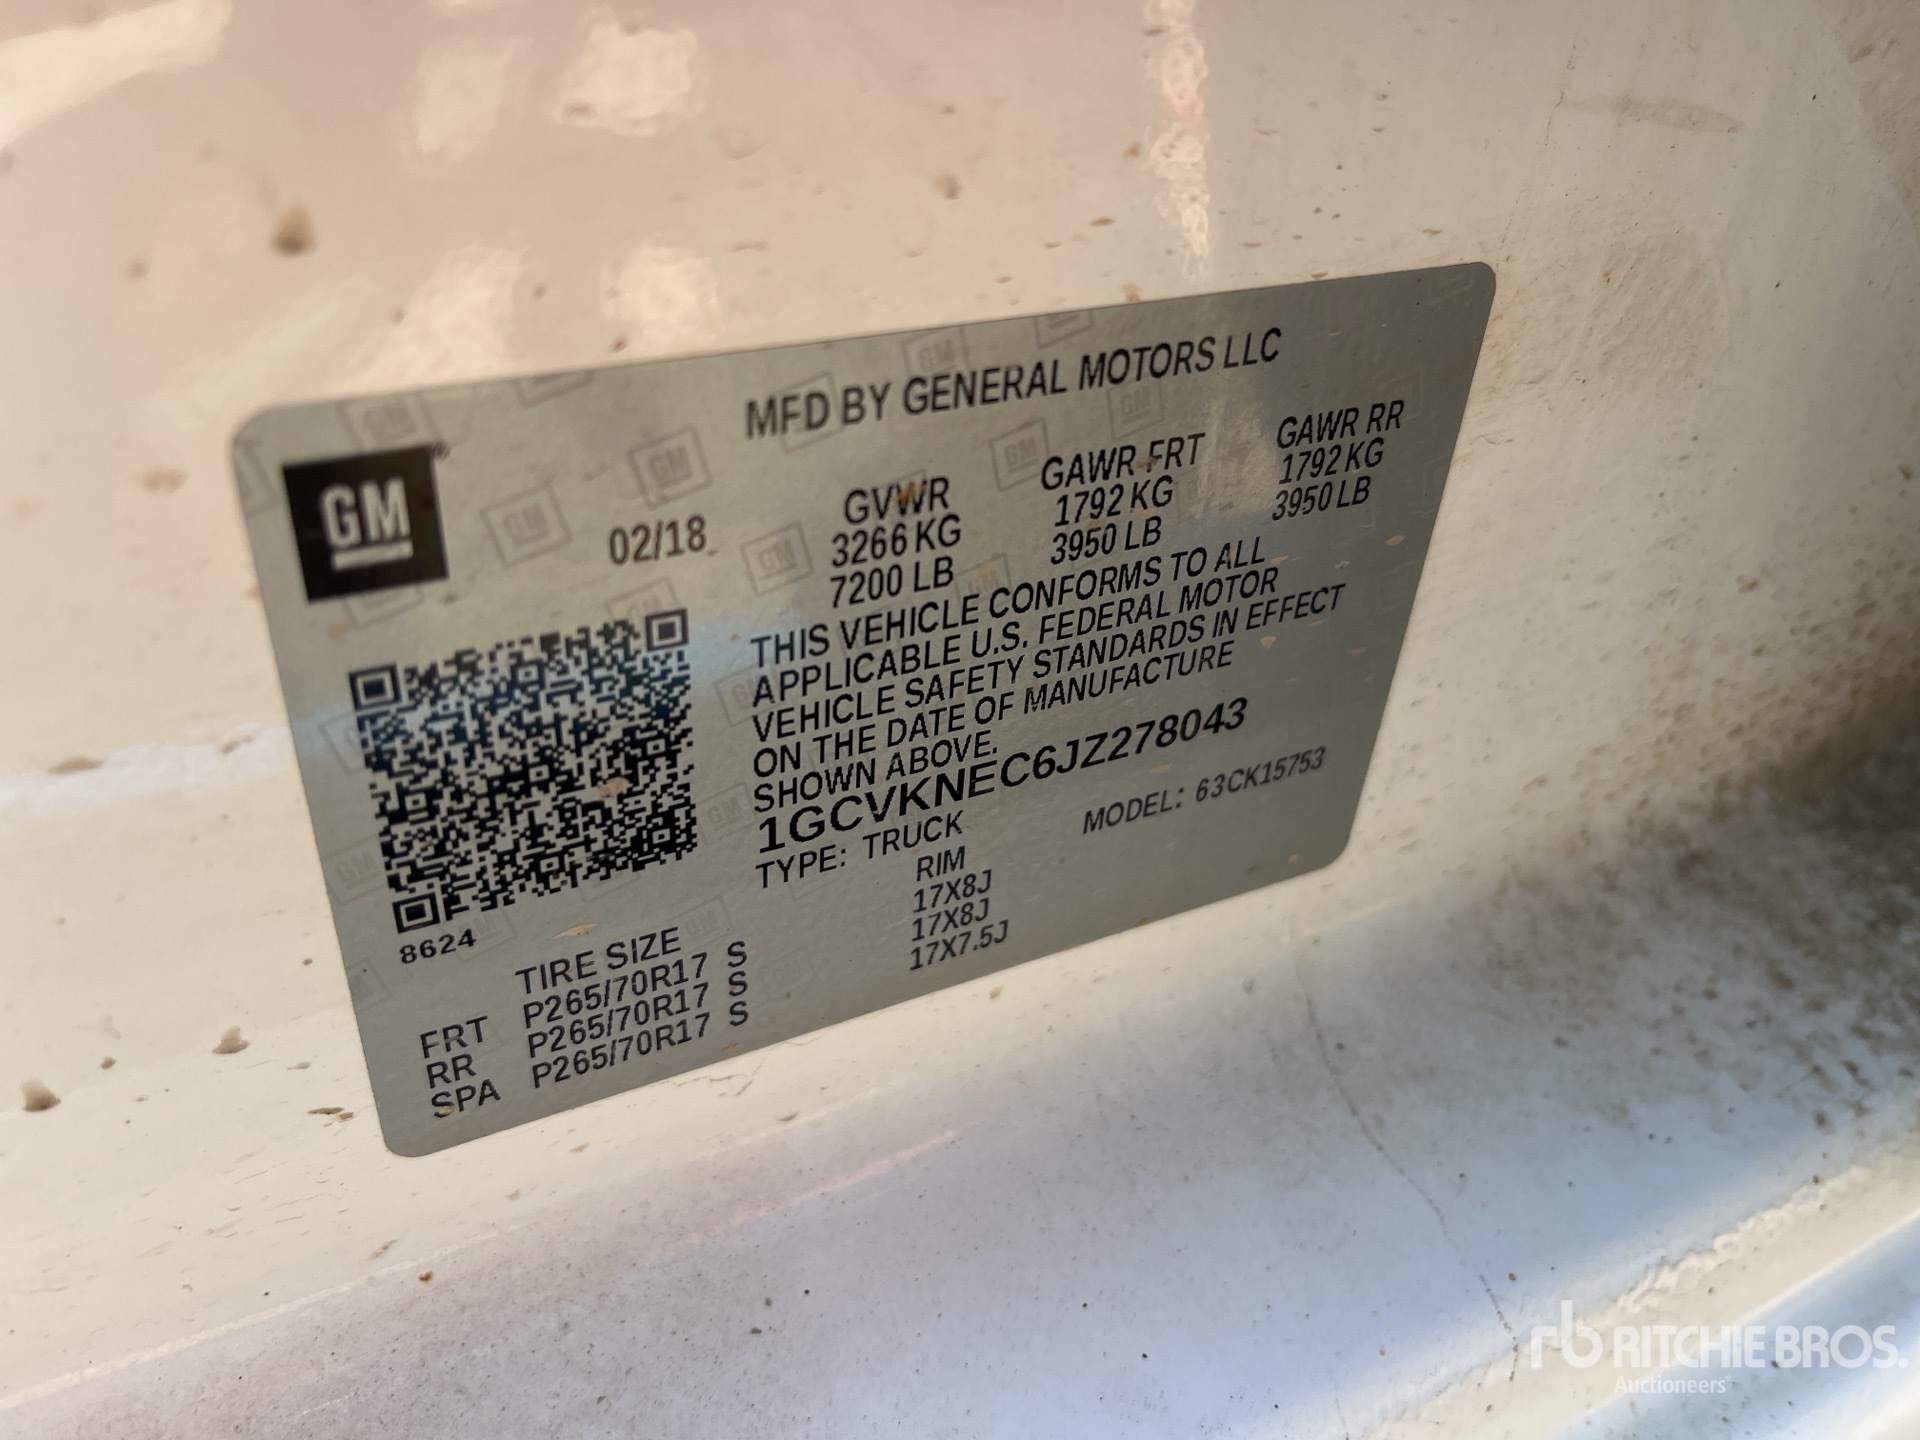 MFD BY GENERAL MOTORS LLC
GM
02/18
GVWR GAWR FRT GAWR RR
3266 KG 1792 KG 1792 KG
7200 LB 3950 LB 3950 LB
THIS VEHICLE CONFORMS TO ALL
APPLICABLE U.S. FEDERAL MOTOR
VEHICLE SAFETY STANDARDS IN EFFECT
ON THE DATE OF MANUFACTURE
SHOWN ABOVE.
1GCVKNEC6JZ278043
TYPE: TRUCK MODEL: 63CK15753
8624
TIRE SIZE RIM
FRT P265/70R17 S 17X8J
RR P265/70R17 S 17X8J
SPA P265/70R17 S 17X7.5J
rb RITCHIE BROS.
Auctioneers